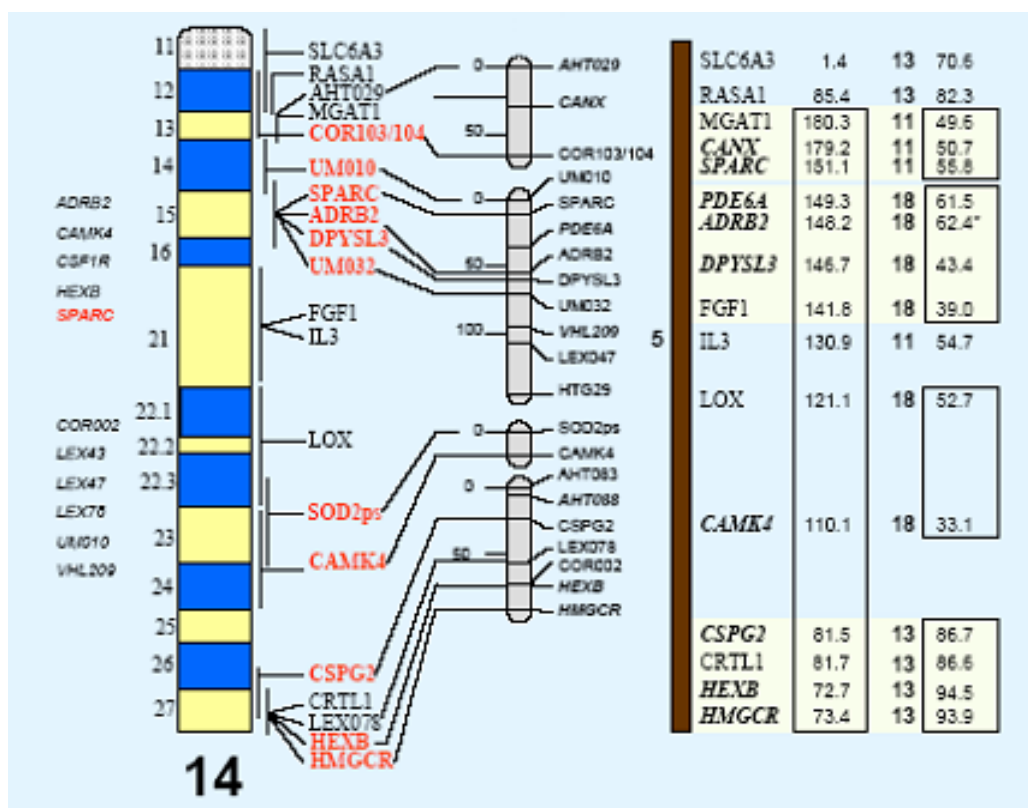 11
12
13
14
15
16
21
22.1
22.2
22.3
23
24
25
26
27
14
ADRB2
CAMK4
CSF1R
HEXB
SPARC
COR002
LEX43
LEX47
LEX78
UM010
VHL209
SLC6A3
RASA1
AHT029
MGAT1
COR103/104
UM010
SPARC
ADRB2
DPYSL3
UM032
FGF1
IL3
LOX
SOD2ps
CAMK4
CSPG2
CRTL1
LEX078
HEXB
HMGCR
0
50
AHT029
CANX
COR103/104
0
50
100
UM010
SPARC
PDE6A
ADRB2
DPYSL3
UM032
VHL209
LEX047
HTG29
0
SOD2ps
CAMK4
0
50
AHT083
AHT088
CSPG2
LEX078
COR002
HEXB
HMGCR
5
SLC6A3 1.4 13 70.6
RASA1 85.4 13 82.3
MGAT1 180.3 11 49.6
CANX 179.2 11 50.7
SPARC 151.1 11 55.8
PDE6A 149.3 18 61.5
ADRB2 148.2 18 62.4*
DPYSL3 146.7 18 43.4
FGF1 141.8 18 39.0
IL3 130.9 11 54.7
LOX 121.1 18 52.7
CAMK4 110.1 18 33.1
CSPG2 81.5 13 86.7
CRTL1 81.7 13 86.6
HEXB 72.7 13 94.5
HMGCR 73.4 13 93.9